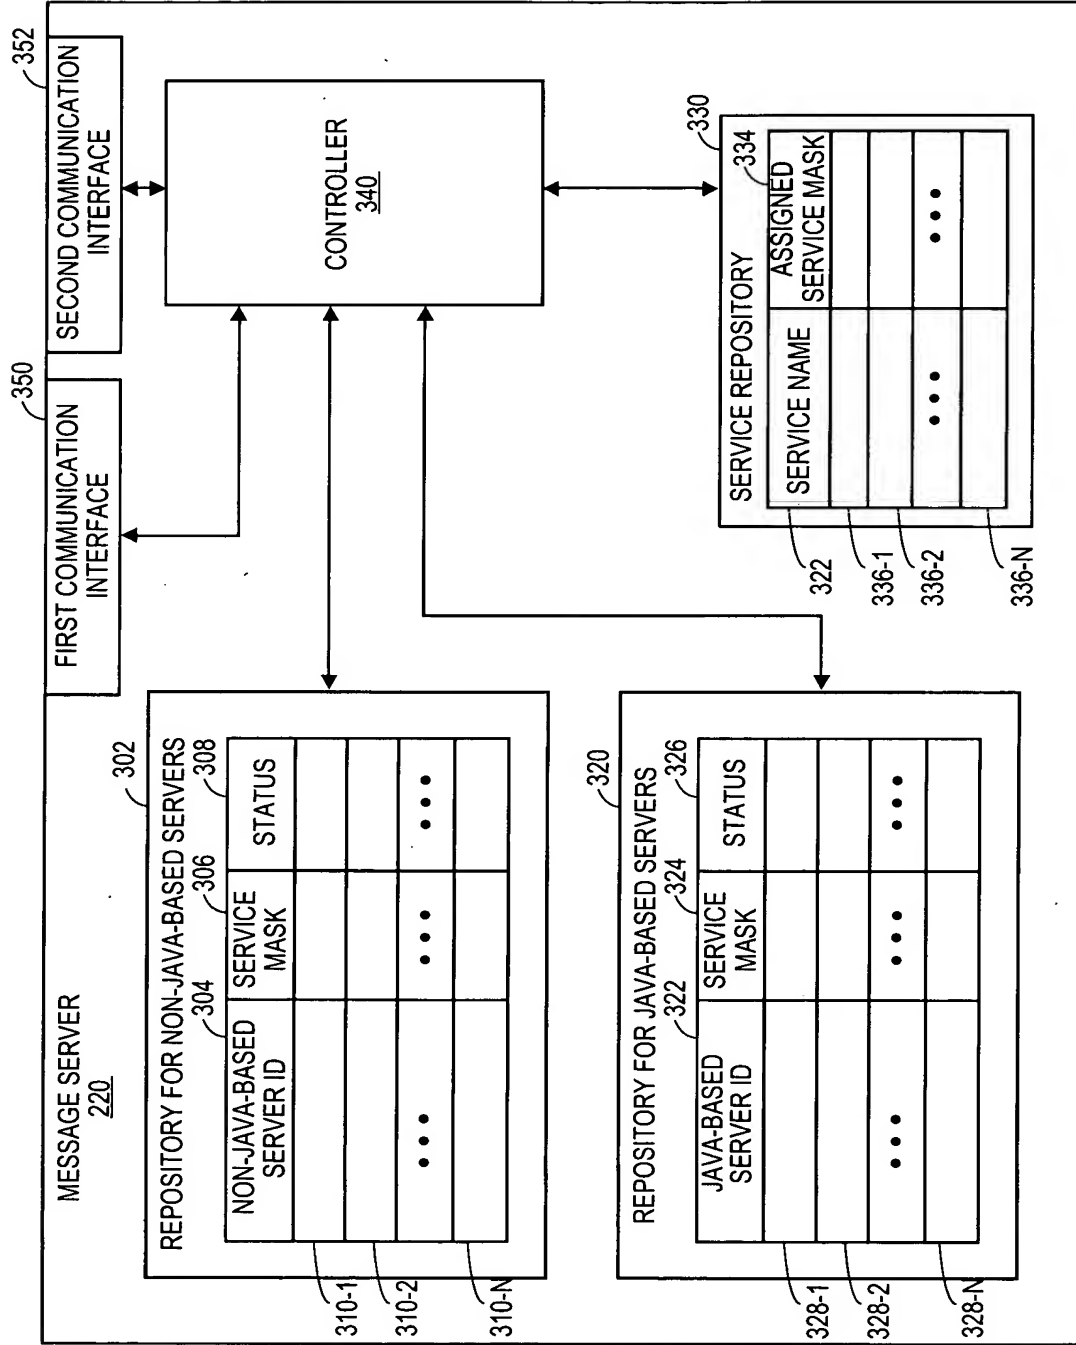 MESSAGE SERVER
220
FIRST COMMUNICATION
INTERFACE
350
SECOND COMMUNICATION
INTERFACE
352
REPOSITORY FOR NON-JAVA-BASED SERVERS
302
NON-JAVA-BASED
SERVER ID
304
SERVICE
MASK
306
STATUS
308
310-1
310-2
310-N
CONTROLLER
340
REPOSITORY FOR JAVA-BASED SERVERS
320
JAVA-BASED
SERVER ID
322
SERVICE
MASK
324
STATUS
326
328-1
328-2
328-N
SERVICE REPOSITORY
330
SERVICE NAME
322
ASSIGNED
SERVICE MASK
334
336-1
336-2
336-N